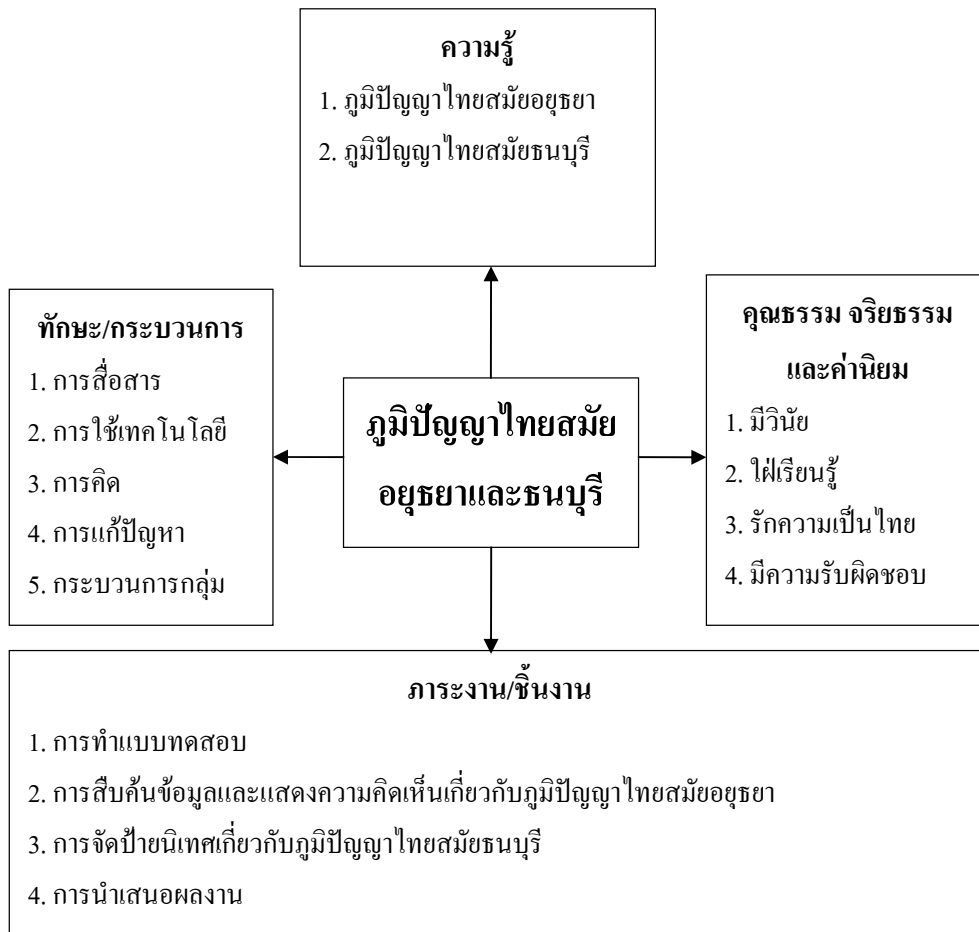 ความรู้
1. ภูมิปัญญาไทยสมัยอยุธยา
2. ภูมิปัญญาไทยสมัยธนบุรี
ทักษะ/กระบวนการ
1. การสื่อสาร
2. การใช้เทคโนโลยี
3. การคิด
4. การแก้ปัญหา
5. กระบวนการกลุ่ม
ภูมิปัญญาไทยสมัย
อยุธยาและธนบุรี
คุณธรรม จริยธรรม
และค่านิยม
1. มีวินัย
2. ใฝ่เรียนรู้
3. รักความเป็นไทย
4. มีความรับผิดชอบ
ภาระงาน/ชิ้นงาน
1. การทำแบบทดสอบ
2. การสืบค้นข้อมูลและแสดงความคิดเห็นเกี่ยวกับภูมิปัญญาไทยสมัยอยุธยา
3. การจัดป้ายนิเทศเกี่ยวกับภูมิปัญญาไทยสมัยธนบุรี
4. การนำเสนอผลงาน